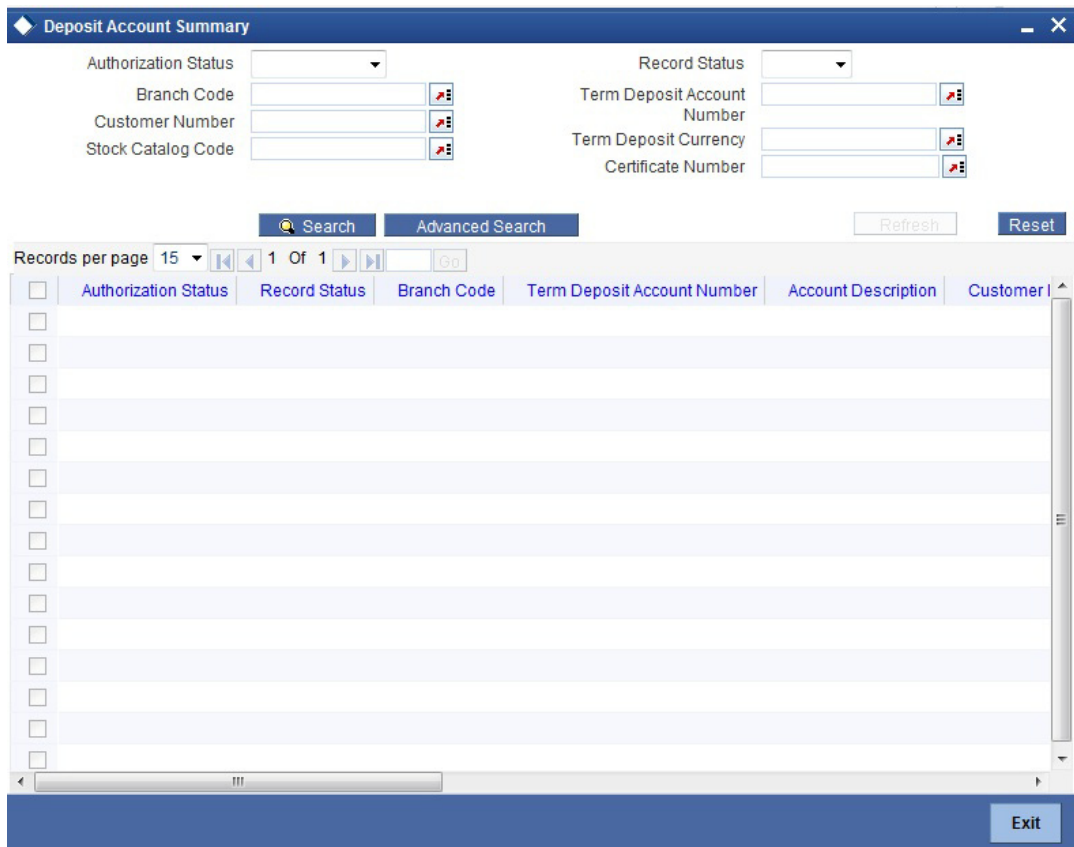 Deposit Account Summary
Authorization Status
Record Status
Branch Code
Term Deposit Account
Number
Customer Number
Term Deposit Currency
Stock Catalog Code
Certificate Number
Search Advanced Search Refresh Reset
Records per page 15 1 Of 1 Go
Authorization Status Record Status Branch Code Term Deposit Account Number Account Description Customer
Exit